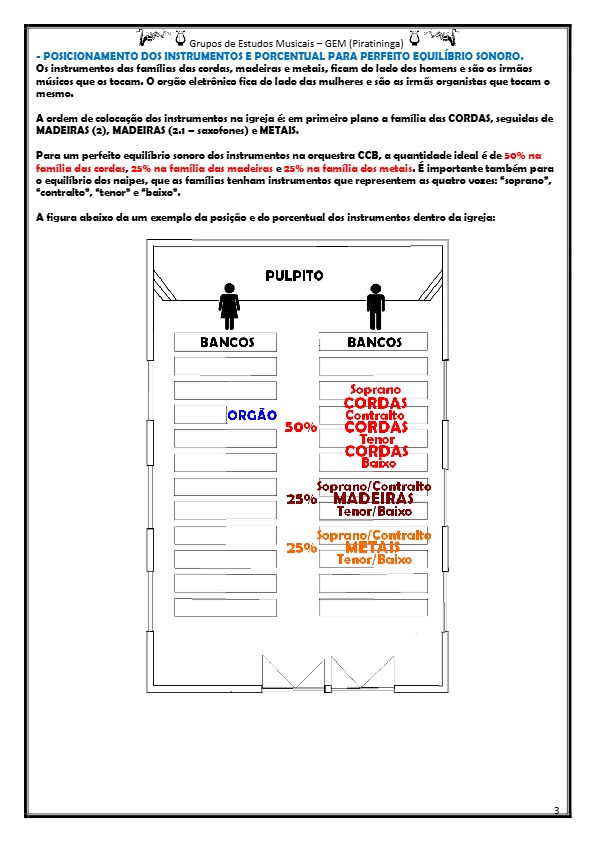 Grupos de Estudos Musicais – GEM (Piratininga)
- POSICIONAMENTO DOS INSTRUMENTOS E PORCENTUAL PARA PERFEITO EQUILÍBRIO SONORO.
Os instrumentos das famílias das cordas, madeiras e metais, ficam do lado dos homens e são os irmãos
músicos que os tocam. O orgão eletrônico fica do lado das mulheres e são as irmãs organistas que tocam o
mesmo.
A ordem de colocação dos instrumentos na igreja é: em primeiro plano a família das CORDAS, seguidas de
MADEIRAS (2), MADEIRAS (2.1 – saxofones) e METAIS.
Para um perfeito equilíbrio sonoro dos instrumentos na orquestra CCB, a quantidade ideal é de 50% na
família das cordas, 25% na família das madeiras e 25% na família dos metais. É importante também para
o equilíbrio dos naipes, que as famílias tenham instrumentos que representem as quatro vozes: “soprano”,
“contralto”, “tenor” e “baixo”.
A figura abaixo da um exemplo da posição e do porcentual dos instrumentos dentro da igreja:
PULPITO
BANCOS BANCOS
Soprano
CORDAS
ORGÃO Contralto
50% CORDAS
Tenor
CORDAS
Baixo
Soprano/Contralto
25% MADEIRAS
Tenor/Baixo
Soprano/Contralto
25% METAIS
Tenor/Baixo
3